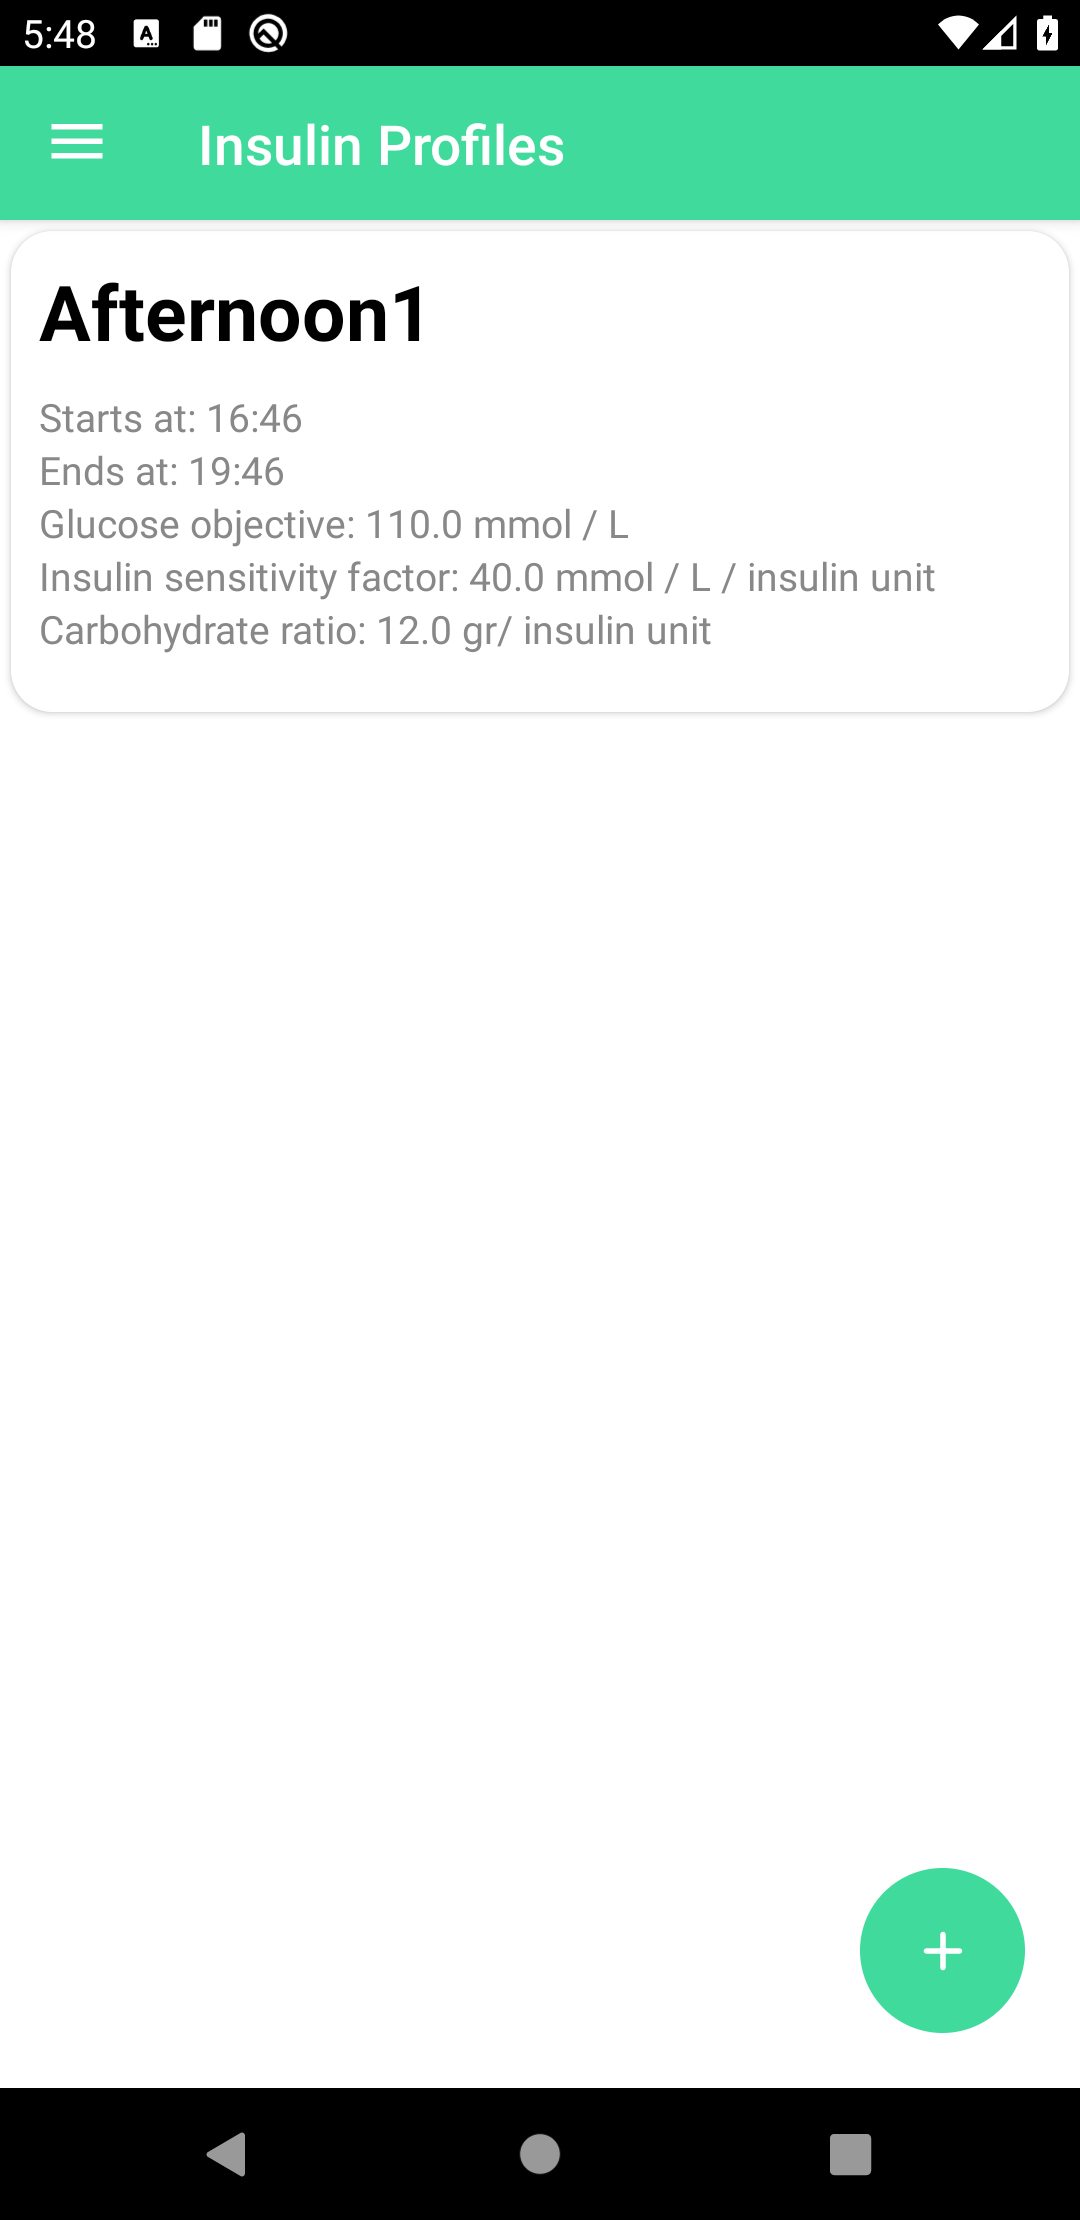 5:48
Insulin Profiles
Afternoon1
Starts at: 16:46
Ends at: 19:46
Glucose objective: 110.0 mmol / L
Insulin sensitivity factor: 40.0 mmol / L / insulin unit
Carbohydrate ratio: 12.0 gr/ insulin unit